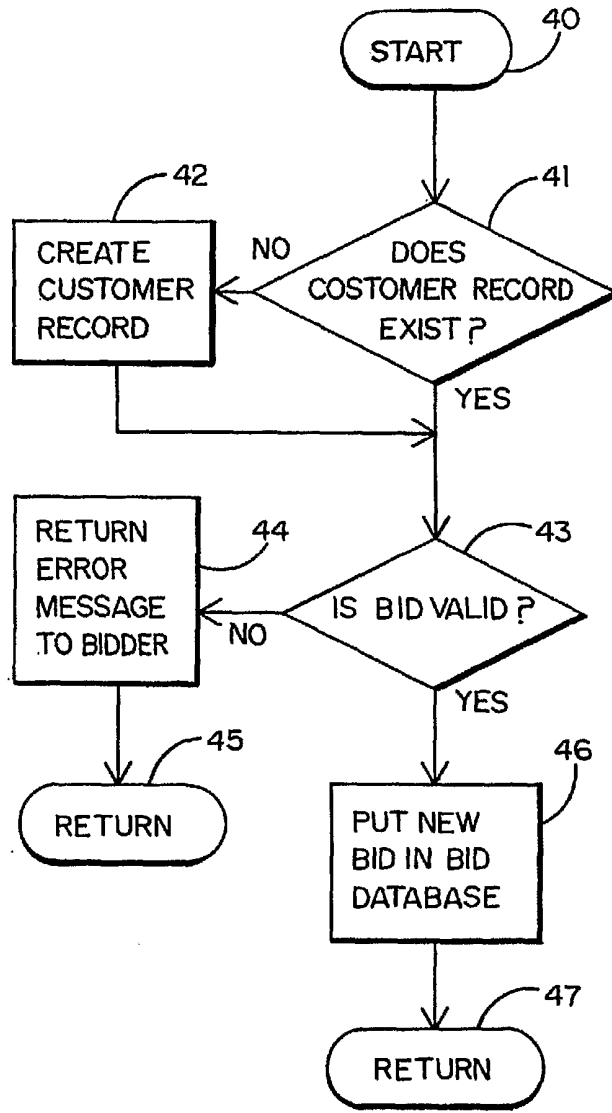 START
40
42
41
CREATE
CUSTOMER
RECORD
NO
DOES
COSTOMER RECORD
EXIST?
YES
RETURN
ERROR
MESSAGE
TO BIDDER
44
43
IS BID VALID?
NO
YES
45
RETURN
46
PUT NEW
BID IN BID
DATABASE
47
RETURN